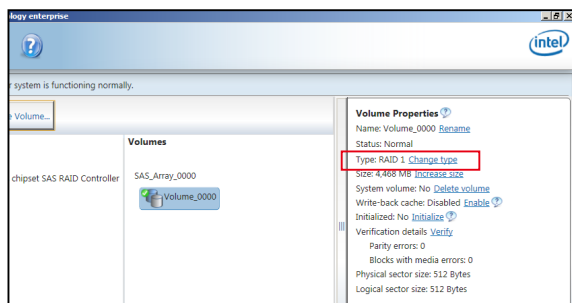 ology enterprise
intel
r system is functioning normally.
e Volume...
Volumes
chipset SAS RAID Controller
SAS_Array_0000
Volume_0000
Volume Properties
Name: Volume_0000 Rename
Status: Normal
Type: RAID 1 Change type
Size: 4,468 MB Increase size
System volume: No Delete volume
Write-back cache: Disabled Enable
Initialized: No Initialize
Verification details Verify
Parity errors: 0
Blocks with media errors: 0
Physical sector size: 512 Bytes
Logical sector size: 512 Bytes